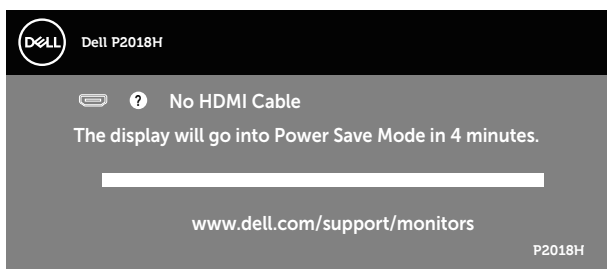 DELL
Dell P2018H
? No HDMI Cable
The display will go into Power Save Mode in 4 minutes.
www.dell.com/support/monitors
P2018H